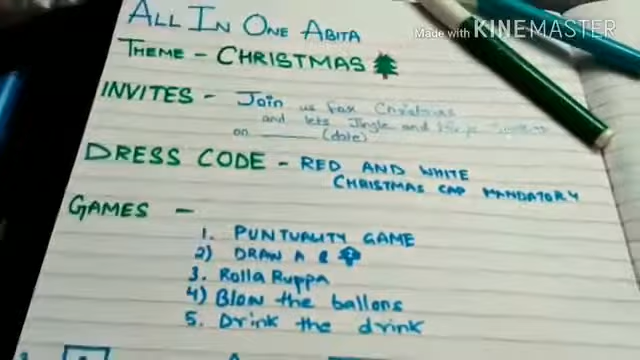 Made with KINEMASTER
ALL IN ONE ABITA
THEME - CHRISTMAS
INVITES - Join us for Christmas
and lets Jingle and
on ______ (date)
DRESS CODE - RED AND WHITE
CHRISTMAS CAP MANDATORY
GAMES -
1. PUNTUALITY GAME
2) DRAW A
3. Rolla Ruppa
4) Blow the ballons
5. Drink the drink